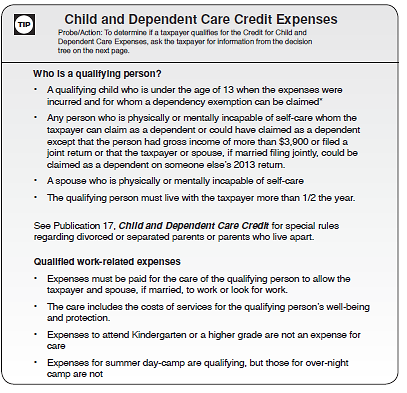 TIP
Child and Dependent Care Credit Expenses
Probe/Action: To determine if a taxpayer qualifies for the Credit for Child and
Dependent Care Expenses, ask the taxpayer for information from the decision
tree on the next page.
Who is a qualifying person?
• A qualifying child who is under the age of 13 when the expenses were
incurred and for whom a dependency exemption can be claimed*
• Any person who is physically or mentally incapable of self-care whom the
taxpayer can claim as a dependent or could have claimed as a dependent
except that the person had gross income of more than $3,900 or filed a
joint return or that the taxpayer or spouse, if married filing jointly, could be
claimed as a dependent on someone else's 2013 return.
• A spouse who is physically or mentally incapable of self-care
• The qualifying person must live with the taxpayer more than 1/2 the year.
See Publication 17, Child and Dependent Care Credit for special rules
regarding divorced or separated parents or parents who live apart.
Qualified work-related expenses
• Expenses must be paid for the care of the qualifying person to allow the
taxpayer and spouse, if married, to work or look for work.
• The care includes the costs of services for the qualifying person's well-being
and protection.
• Expenses to attend Kindergarten or a higher grade are not an expense for
care
• Expenses for summer day-camp are qualifying, but those for over-night
camp are not